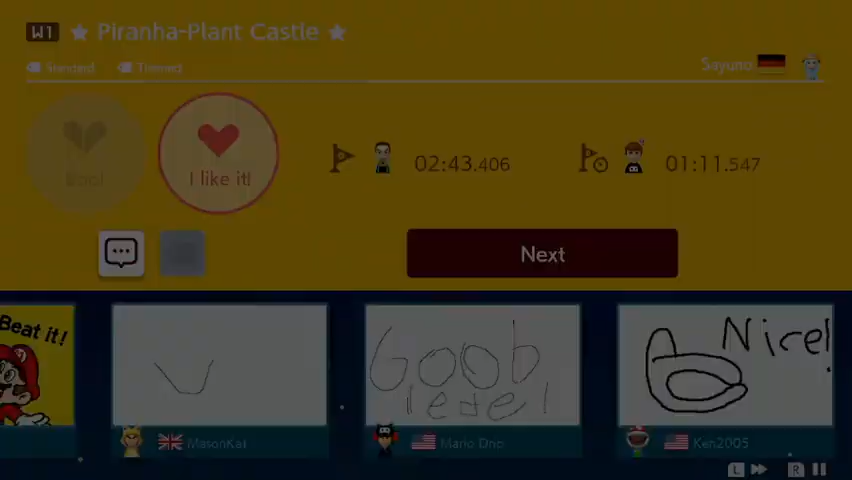 W1 ★ Piranha-Plant Castle ★
Standard Themed
Sayuno
Boo!
I like it!
02:43.406
01:11.547
Next
Beat it!
Goob
level
Nice!
MasonKat
Mario Dno
Ken2005
L
R